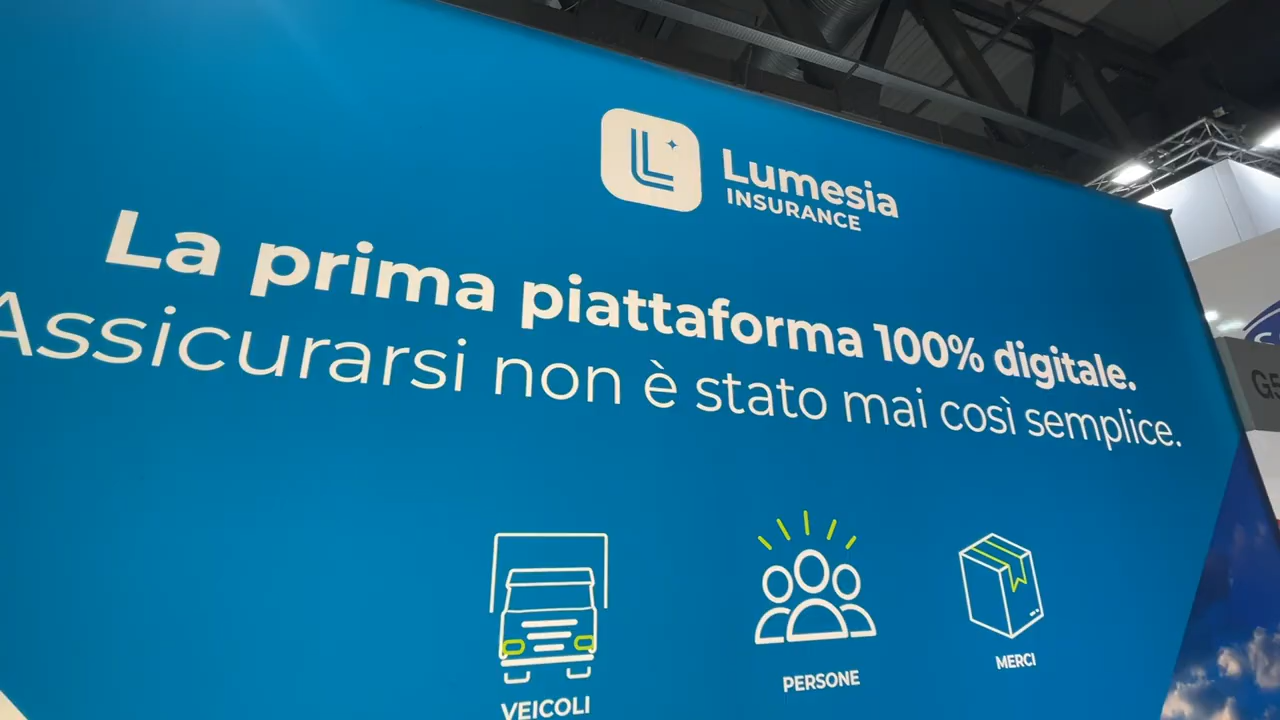 Lumesia
INSURANCE
La prima piattaforma 100% digitale.
Assicurarsi non è stato mai così semplice.
VEICOLI
PERSONE
MERCI